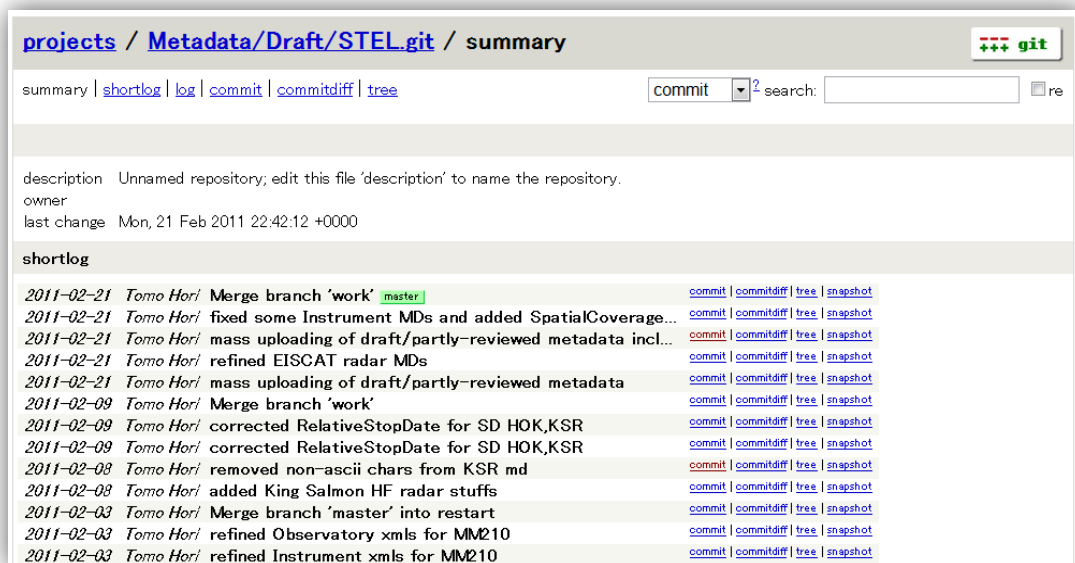 projects / Metadata/Draft/STEL.git / summary
git
summary | shortlog | log | commit | commitdiff | tree
commit ? search: re
description Unnamed repository; edit this file 'description' to name the repository.
owner
last change Mon, 21 Feb 2011 22:42:12 +0000
shortlog
2011-02-21 Tomo Hori Merge branch 'work' master commit | commitdiff | tree | snapshot
2011-02-21 Tomo Hori fixed some Instrument MDs and added SpatialCoverage... commit | commitdiff | tree | snapshot
2011-02-21 Tomo Hori mass uploading of draft/partly-reviewed metadata incl... commit | commitdiff | tree | snapshot
2011-02-21 Tomo Hori refined EISCAT radar MDs commit | commitdiff | tree | snapshot
2011-02-21 Tomo Hori mass uploading of draft/partly-reviewed metadata commit | commitdiff | tree | snapshot
2011-02-09 Tomo Hori Merge branch 'work' commit | commitdiff | tree | snapshot
2011-02-09 Tomo Hori corrected RelativeStopDate for SD HOK,KSR commit | commitdiff | tree | snapshot
2011-02-09 Tomo Hori corrected RelativeStopDate for SD HOK,KSR commit | commitdiff | tree | snapshot
2011-02-08 Tomo Hori removed non-ascii chars from KSR md commit | commitdiff | tree | snapshot
2011-02-08 Tomo Hori added King Salmon HF radar stuffs commit | commitdiff | tree | snapshot
2011-02-03 Tomo Hori Merge branch 'master' into restart commit | commitdiff | tree | snapshot
2011-02-03 Tomo Hori refined Observatory xmls for MM210 commit | commitdiff | tree | snapshot
2011-02-03 Tomo Hori refined Instrument xmls for MM210 commit | commitdiff | tree | snapshot